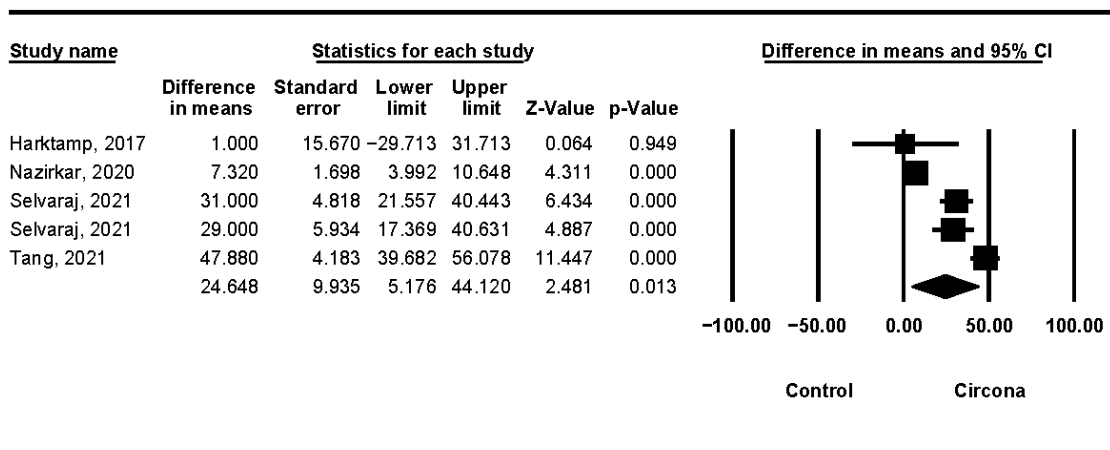 Study name Statistics for each study Difference in means and 95% CI
Difference Standard Lower Upper
in means error limit limit Z-Value p-Value
Harktamp, 2017 1.000 15.670 −29.713 31.713 0.064 0.949
Nazirkar, 2020 7.320 1.698 3.992 10.648 4.311 0.000
Selvaraj, 2021 31.000 4.818 21.557 40.443 6.434 0.000
Selvaraj, 2021 29.000 5.934 17.369 40.631 4.887 0.000
Tang, 2021 47.880 4.183 39.682 56.078 11.447 0.000
24.648 9.935 5.176 44.120 2.481 0.013
−100.00 −50.00 0.00 50.00 100.00
Control Circona